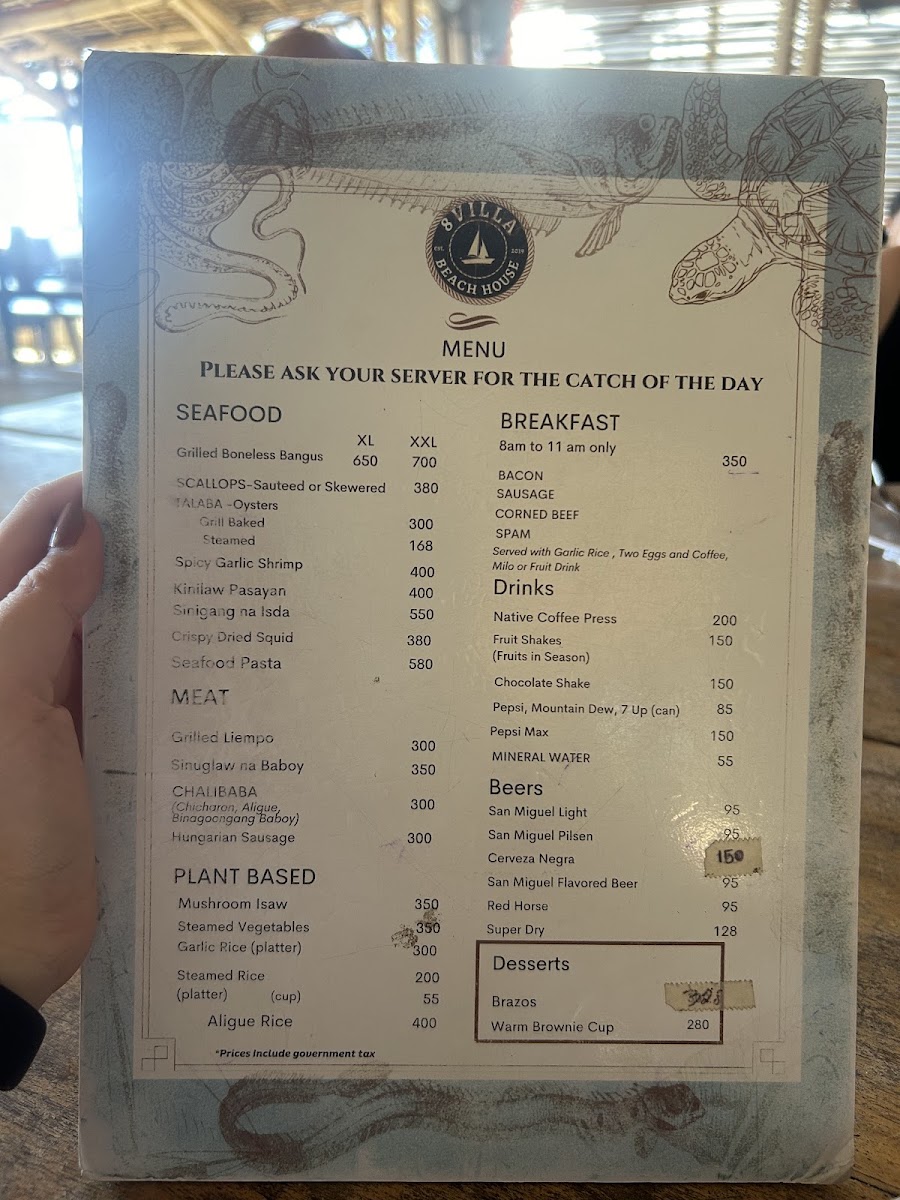 8VILLA
EST. 2019
BEACH HOUSE
MENU
PLEASE ASK YOUR SERVER FOR THE CATCH OF THE DAY
SEAFOOD
XL XXL
Grilled Boneless Bangus 650 700
SCALLOPS-Sauteed or Skewered 380
TALABA -Oysters
Grill Baked 300
Steamed 168
Spicy Garlic Shrimp 400
Kinilaw Pasayan 400
Sinigang na Isda 550
Crispy Dried Squid 380
Seafood Pasta 580
MEAT
Grilled Liempo 300
Sinuglaw na Baboy 350
CHALIBABA
(Chicharon, Aligue, 300
Binagoongang Baboy)
Hungarian Sausage 300
PLANT BASED
Mushroom Isaw 350
Steamed Vegetables 350
Garlic Rice (platter) 300
Steamed Rice 200
(platter) (cup) 55
Aligue Rice 400
*Prices Include government tax
BREAKFAST
8am to 11 am only 350
BACON
SAUSAGE
CORNED BEEF
SPAM
Served with Garlic Rice , Two Eggs and Coffee,
Milo or Fruit Drink
Drinks
Native Coffee Press 200
Fruit Shakes 150
(Fruits in Season)
Chocolate Shake 150
Pepsi, Mountain Dew, 7 Up (can) 85
Pepsi Max 150
MINERAL WATER 55
Beers
San Miguel Light 95
San Miguel Pilsen 95
Cerveza Negra 150
San Miguel Flavored Beer 95
Red Horse 95
Super Dry 128
Desserts
Brazos
Warm Brownie Cup 280